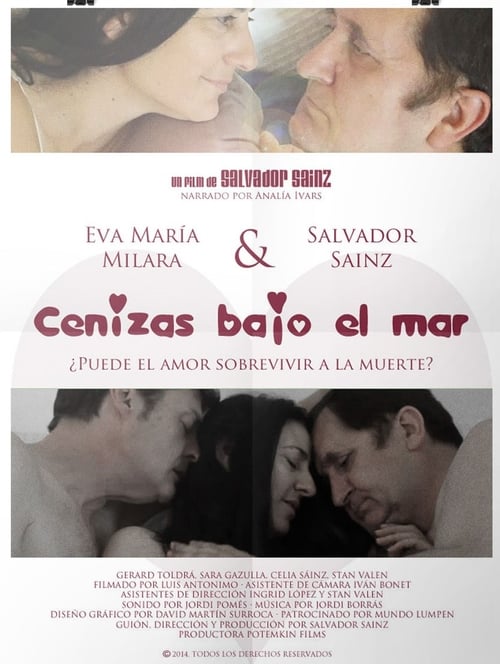 UN FILM DE SALVADOR SAINZ
NARRADO POR ANALÍA IVARS
EVA MARÍA MILARA
&
SALVADOR SAINZ
Cenizas bajo el mar
¿PUEDE EL AMOR SOBREVIVIR A LA MUERTE?
GERARD TOLDRÁ, SARA GAZULLA, CELIA SÁINZ, STAN VALEN
FILMADO POR LUIS ANTONIMO · ASISTENTE DE CÁMARA IVÁN BONET
ASISTENTES DE DIRECCIÓN INGRID LÓPEZ Y STAN VALEN
SONIDO POR JORDI POMÉS · MÚSICA POR JORDI BORRÁS
DISEÑO GRÁFICO POR DAVID MARTÍN SURROCA · PATROCINADO POR MUNDO LUMPEN
GUIÓN, DIRECCIÓN Y PRODUCCIÓN POR SALVADOR SAINZ
PRODUCTORA POTEMKIN FILMS
© 2014. TODOS LOS DERECHOS RESERVADOS